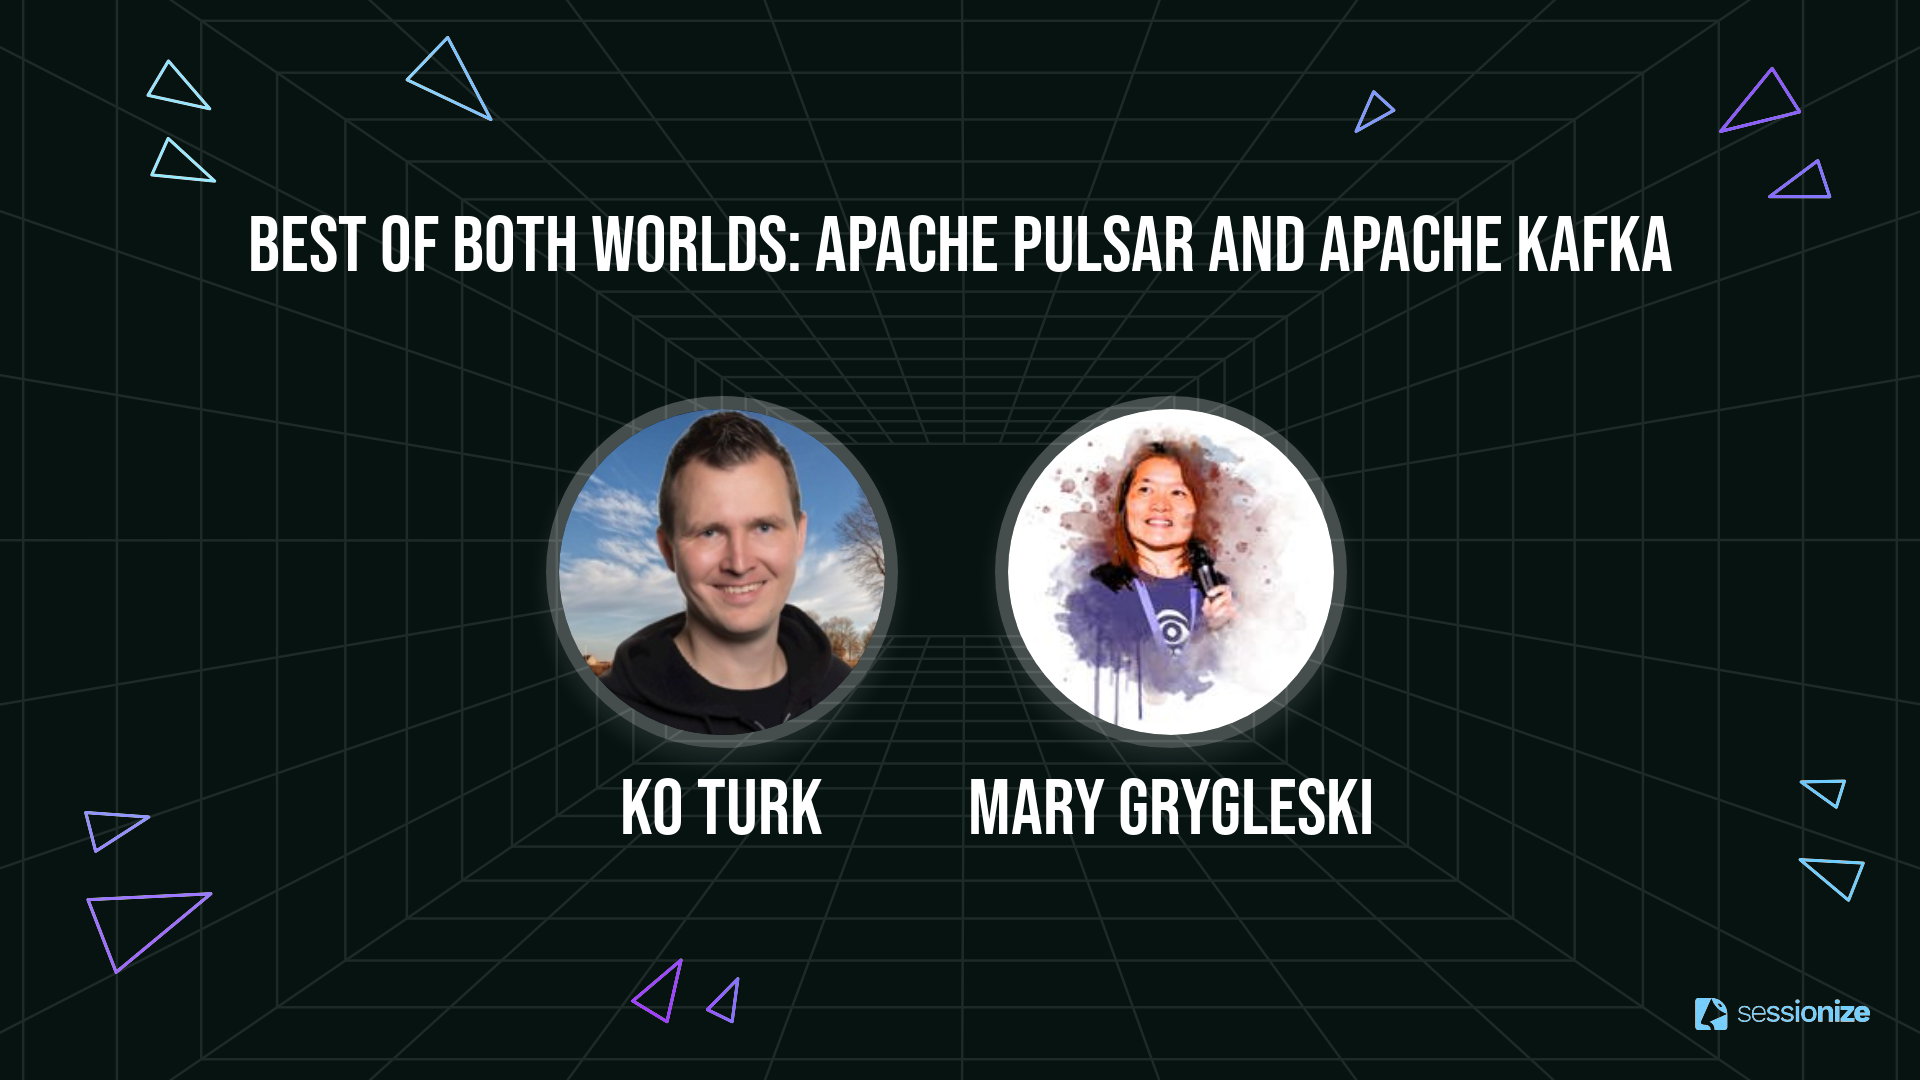 BEST OF BOTH WORLDS: APACHE PULSAR AND APACHE KAFKA
KO TURK
MARY GRYGLESKI
sessionize